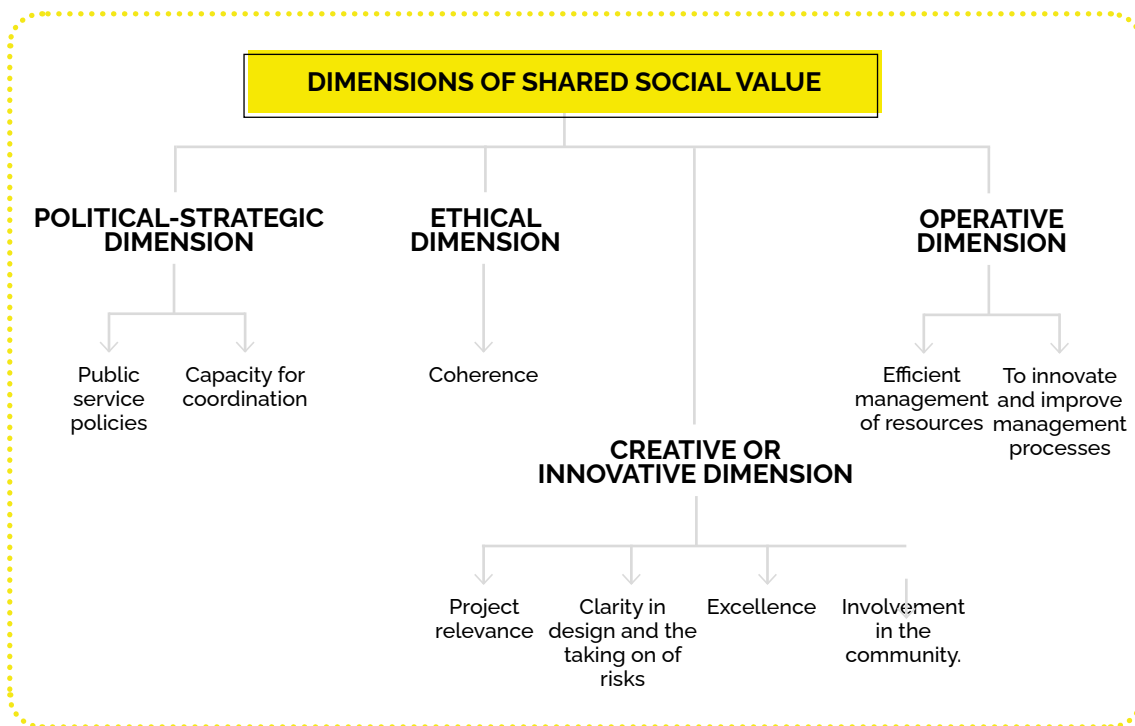 DIMENSIONS OF SHARED SOCIAL VALUE
POLITICAL-STRATEGIC
DIMENSION
Public
service
policies
Capacity for
coordination
ETHICAL
DIMENSION
Coherence
CREATIVE OR
INNOVATIVE DIMENSION
Project
relevance
Clarity in
design and the
taking on of
risks
Excellence
Involvement
in the
community.
OPERATIVE
DIMENSION
Efficient
management
of resources
To innovate
and improve
management
processes